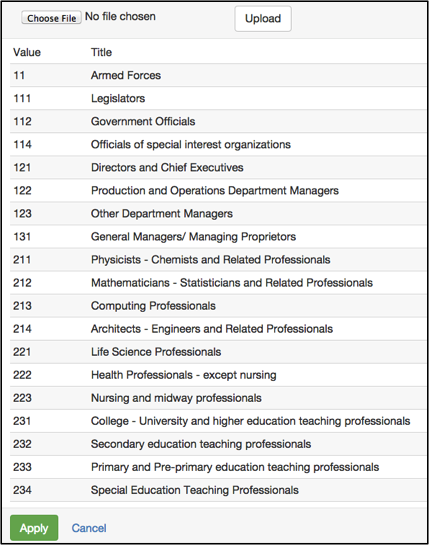 Choose File No file chosen Upload
Value Title
11 Armed Forces
111 Legislators
112 Government Officials
114 Officials of special interest organizations
121 Directors and Chief Executives
122 Production and Operations Department Managers
123 Other Department Managers
131 General Managers/ Managing Proprietors
211 Physicists - Chemists and Related Professionals
212 Mathematicians - Statisticians and Related Professionals
213 Computing Professionals
214 Architects - Engineers and Related Professionals
221 Life Science Professionals
222 Health Professionals - except nursing
223 Nursing and midway professionals
231 College - University and higher education teaching professionals
232 Secondary education teaching professionals
233 Primary and Pre-primary education teaching professionals
234 Special Education Teaching Professionals
Apply Cancel